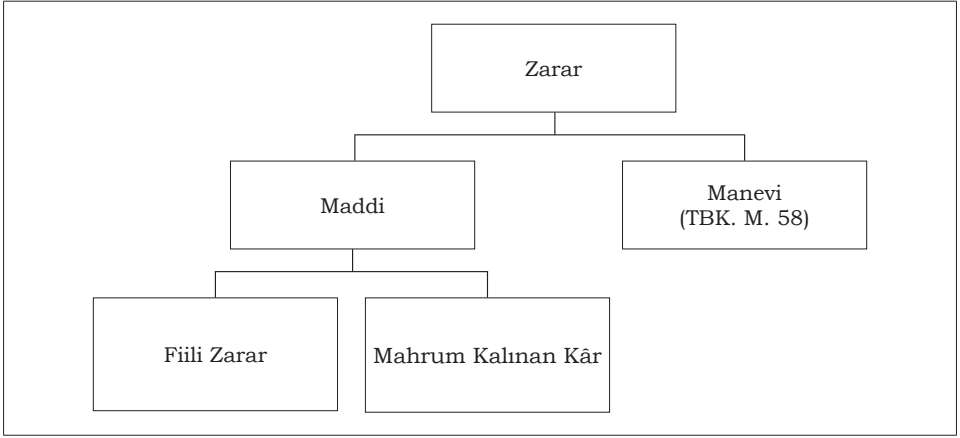 Zarar
Maddi
Manevi
(TBK. M. 58)
Fiili Zarar
Mahrum Kalınan Kâr